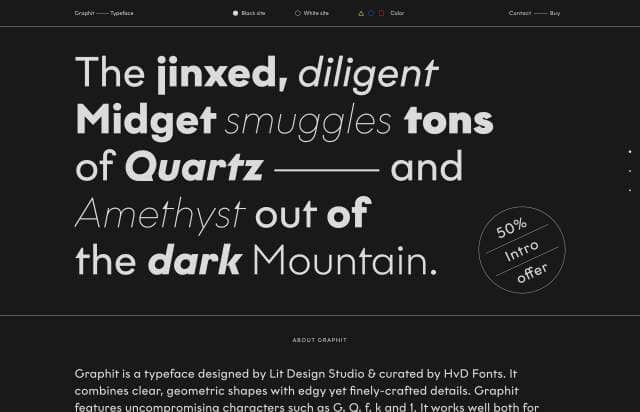 Graphit —— Typeface
Black site
White site
Color
Contact —— Buy
The jinxed, diligent
Midget smuggles tons
of Quartz ——— and
Amethyst out of
the dark Mountain.
50%
Intro
offer
ABOUT GRAPHIT
Graphit is a typeface designed by Lit Design Studio & curated by HvD Fonts. It
combines clear, geometric shapes with edgy yet finely-crafted details. Graphit
features uncompromising characters such as G, Q, f, k and 1. It works well both for